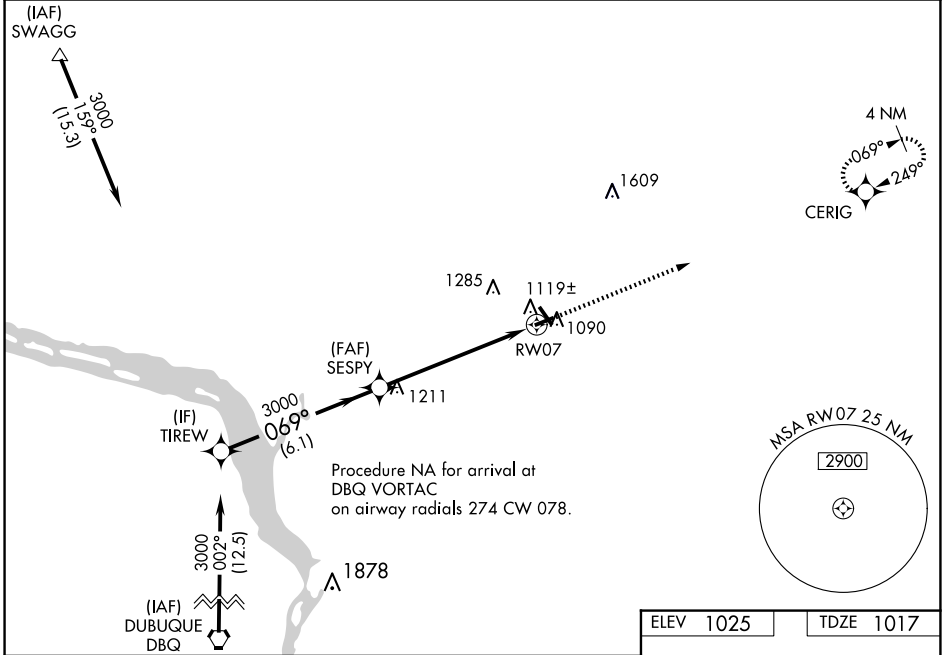 (IAF)
SWAGG
3000
159°
(15.3)
4 NM
069°
249°
CERIG
1609
1285
1119±
1090
RW07
(FAF)
SESPY
1211
3000
069°
(6.1)
(IF)
TIREW
Procedure NA for arrival at
DBQ VORTAC
on airway radials 274 CW 078.
MSA RW07 25 NM
2900
3000
002°
(12.5)
1878
(IAF)
DUBUQUE
DBQ
ELEV 1025
TDZE 1017